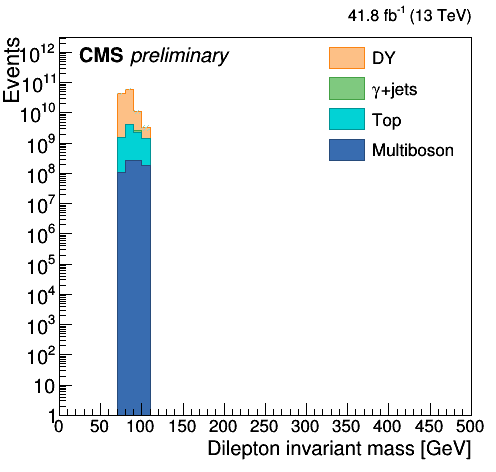 41.8 fb⁻¹ (13 TeV)
Events
CMS preliminary
DY
γ+jets
Top
Multiboson
10¹²
10¹¹
10¹⁰
10⁹
10⁸
10⁷
10⁶
10⁵
10⁴
10³
10²
10
1
0 50 100 150 200 250 300 350 400 450 500
Dilepton invariant mass [GeV]